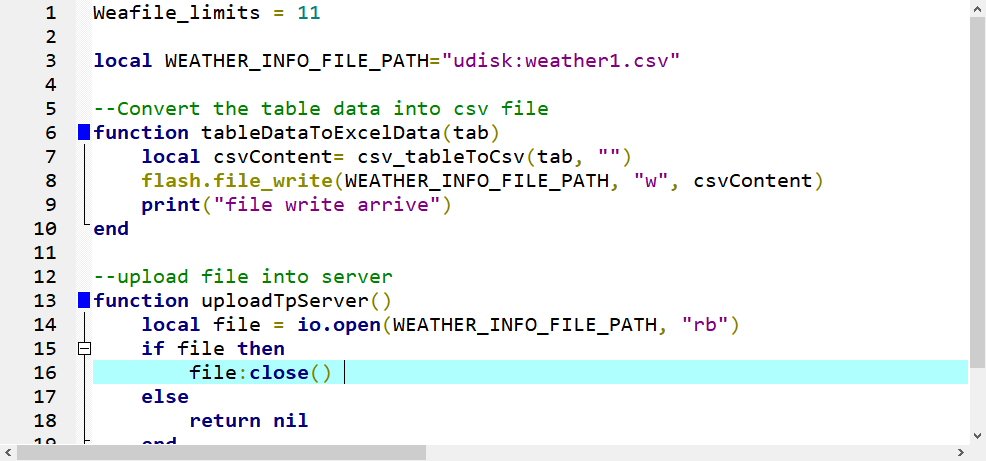 1 Weafile_limits = 11
2
3 local WEATHER_INFO_FILE_PATH="udisk:weather1.csv"
4
5 --Convert the table data into csv file
6 function tableDataToExcelData(tab)
7 local csvContent= csv_tableToCsv(tab, "")
8 flash.file_write(WEATHER_INFO_FILE_PATH, "w", csvContent)
9 print("file write arrive")
10 end
11
12 --upload file into server
13 function uploadTpServer()
14 local file = io.open(WEATHER_INFO_FILE_PATH, "rb")
15 if file then
16 file:close()
17 else
18 return nil
19 end